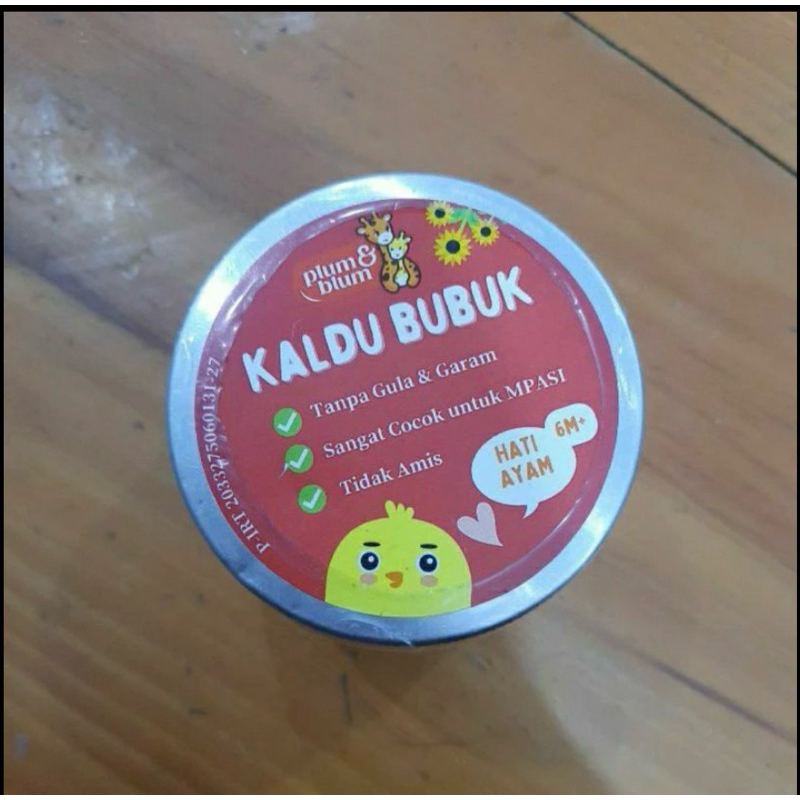 plum&
blum
KALDU BUBUK
Tanpa Gula & Garam
Sangat Cocok untuk MPASI
Tidak Amis
6M+
HATI
AYAM
P-IRT 2033275060131-27